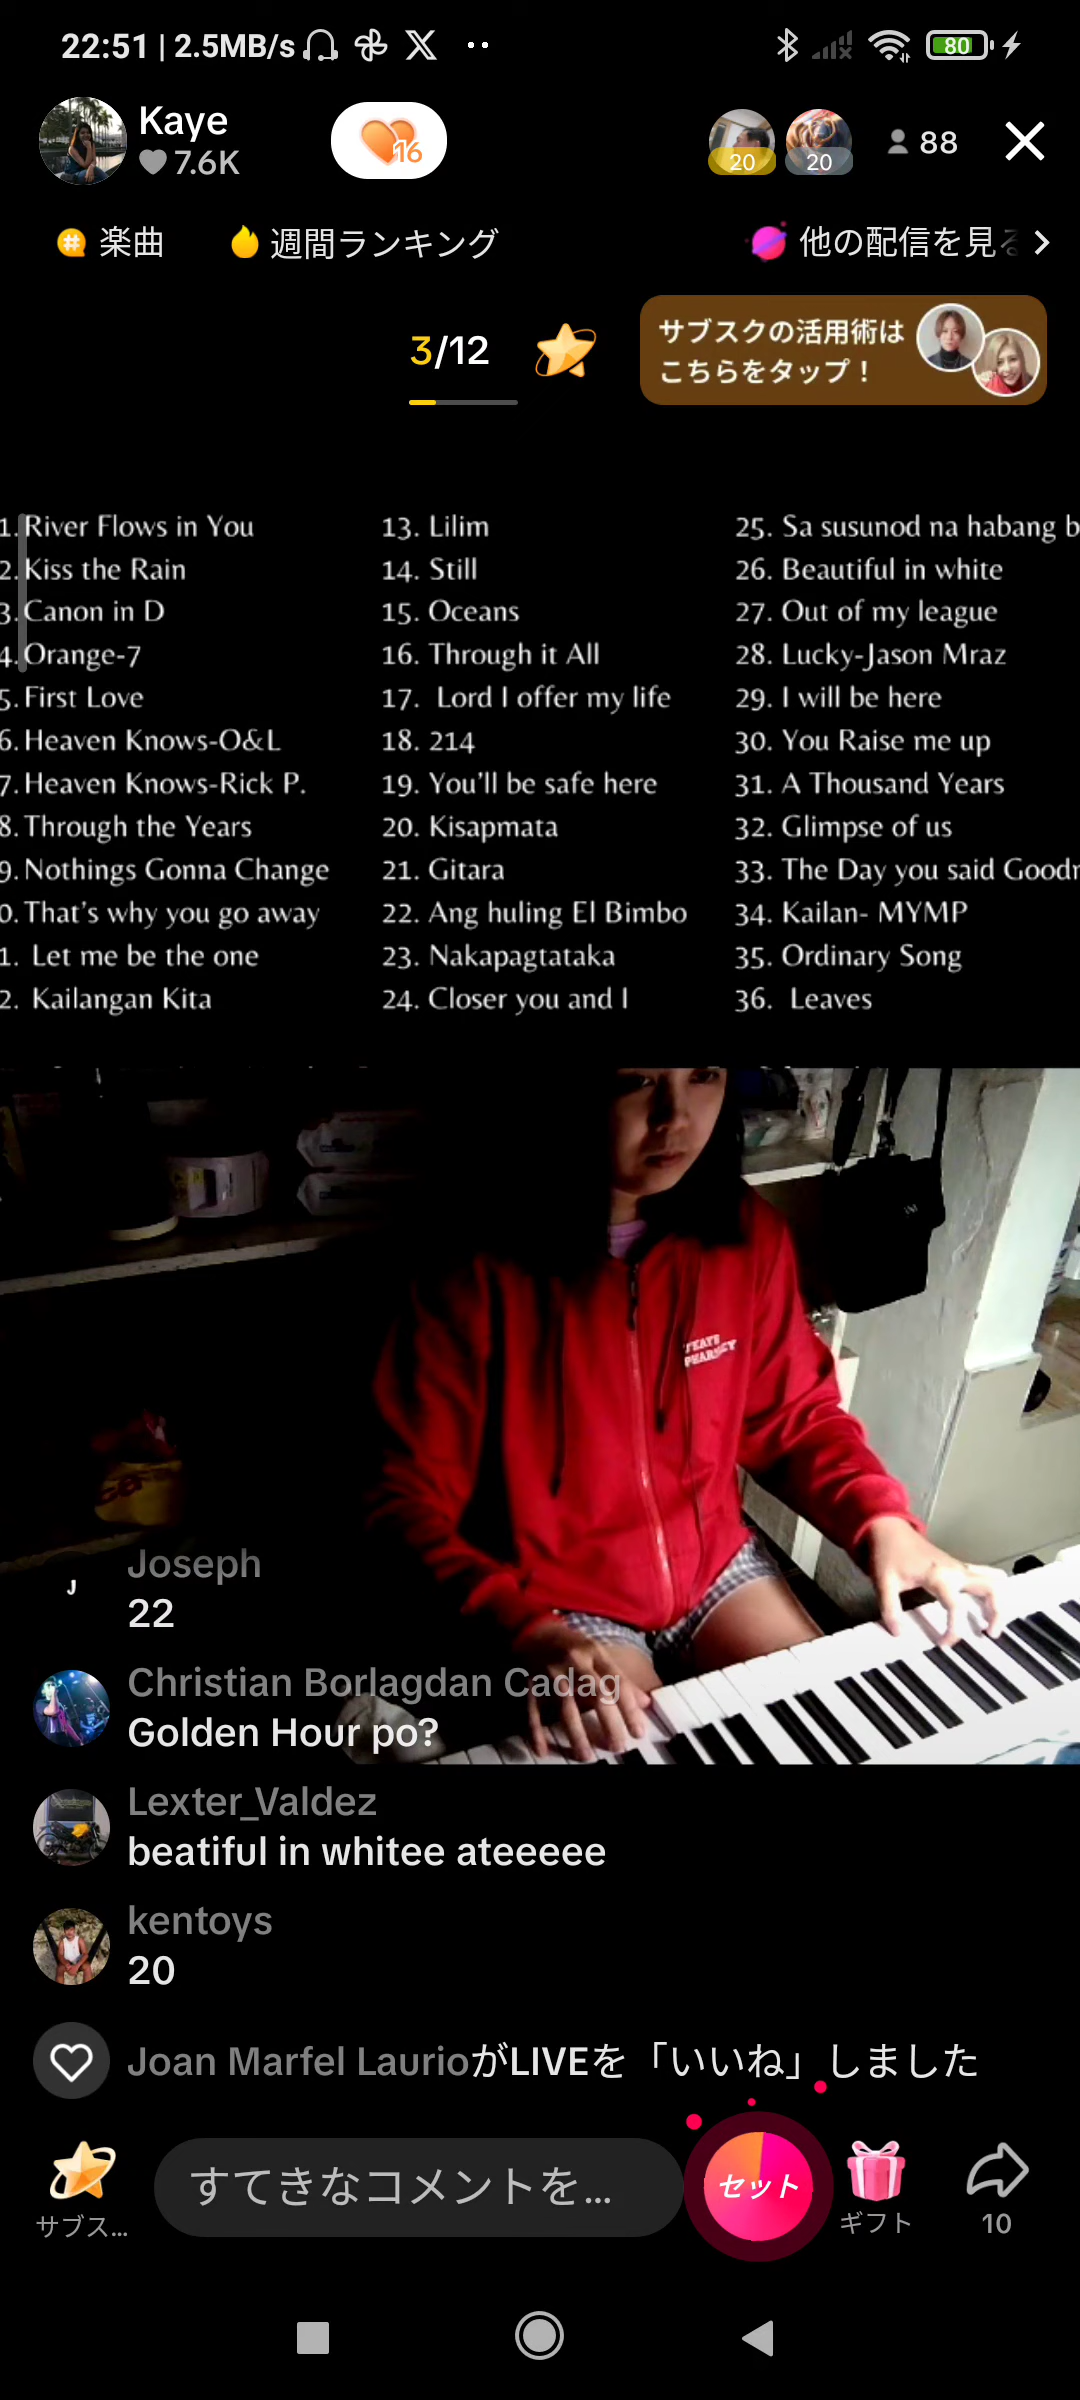 22:51 | 2.5MB/s
80
Kaye
7.6K
16
20
20
88
楽曲
週間ランキング
他の配信を見る
3/12
サブスクの活用術は
こちらをタップ！
1. River Flows in You
2. Kiss the Rain
3. Canon in D
4. Orange-7
5. First Love
6. Heaven Knows-O&L
7. Heaven Knows-Rick P.
8. Through the Years
9. Nothings Gonna Change
0. That's why you go away
1. Let me be the one
2. Kailangan Kita
13. Lilim
14. Still
15. Oceans
16. Through it All
17. Lord I offer my life
18. 214
19. You'll be safe here
20. Kisapmata
21. Gitara
22. Ang huling El Bimbo
23. Nakapagtataka
24. Closer you and I
25. Sa susunod na habang b
26. Beautiful in white
27. Out of my league
28. Lucky-Jason Mraz
29. I will be here
30. You Raise me up
31. A Thousand Years
32. Glimpse of us
33. The Day you said Good
34. Kailan- MYMP
35. Ordinary Song
36. Leaves
PHARMACY
J
Joseph
22
Christian Borlagdan Cadag
Golden Hour po?
Lexter_Valdez
beatiful in whitee ateeeee
kentoys
20
Joan Marfel LaurioがLIVEを「いいね」しました
サブス...
すてきなコメントを...
セット
ギフト
10